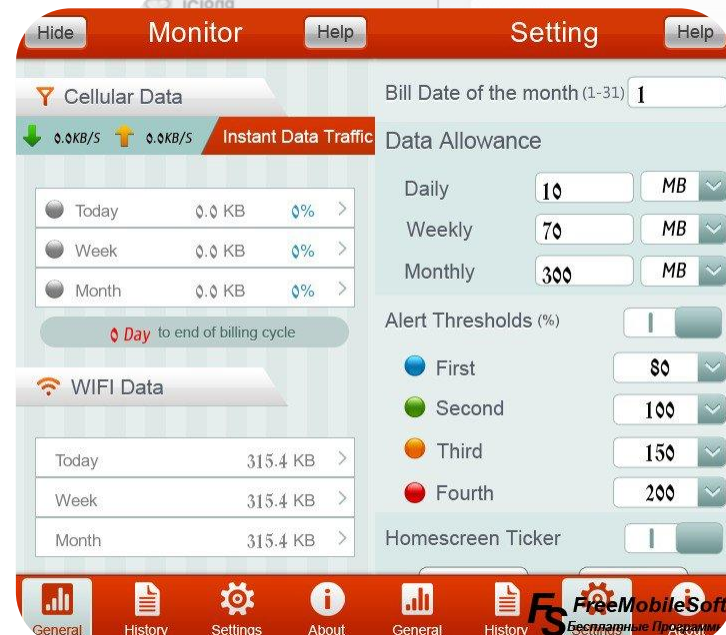 Hide Monitor Help
Cellular Data
0.0KB/S 0.0KB/S Instant Data Traffic
Today 0.0 KB 0%
Week 0.0 KB 0%
Month 0.0 KB 0%
0 Day to end of billing cycle
WIFI Data
Today 315.4 KB
Week 315.4 KB
Month 315.4 KB
General History Settings About
Setting Help
Bill Date of the month (1-31) 1
Data Allowance
Daily 10 MB
Weekly 70 MB
Monthly 300 MB
Alert Thresholds (%)
First 80
Second 100
Third 150
Fourth 200
Homescreen Ticker
General History
FS FreeMobileSoft
Бесплатные Программы